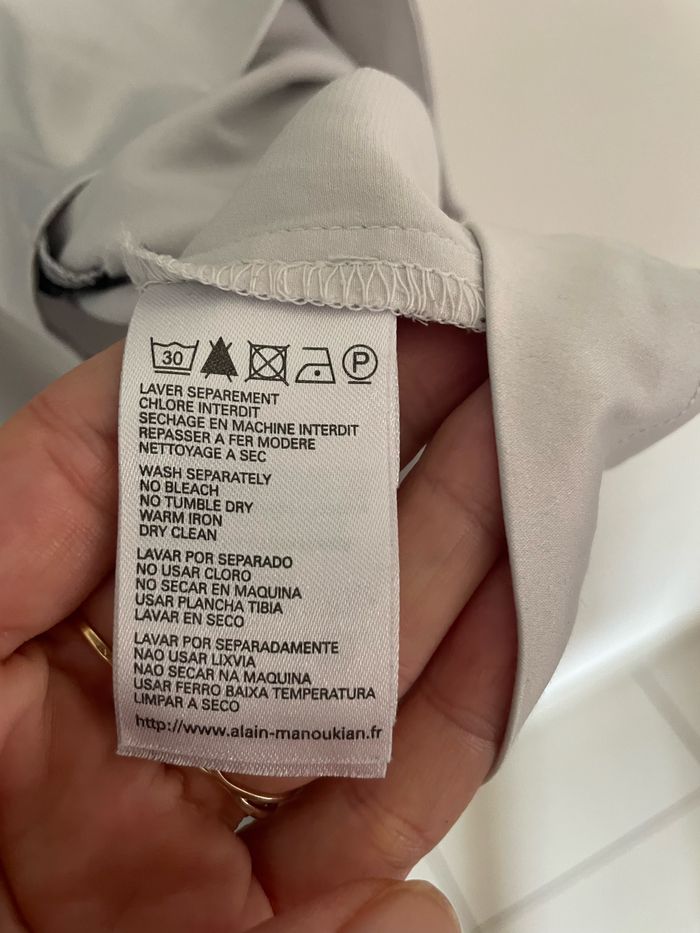 30 P
LAVER SEPAREMENT
CHLORE INTERDIT
SECHAGE EN MACHINE INTERDIT
REPASSER A FER MODERE
NETTOYAGE A SEC
WASH SEPARATELY
NO BLEACH
NO TUMBLE DRY
WARM IRON
DRY CLEAN
LAVAR POR SEPARADO
NO USAR CLORO
NO SECAR EN MAQUINA
USAR PLANCHA TIBIA
LAVAR EN SECO
LAVAR POR SEPARADAMENTE
NAO USAR LIXVIA
NAO SECAR NA MAQUINA
USAR FERRO BAIXA TEMPERATURA
LIMPAR A SECO
http://www.alain-manoukian.fr